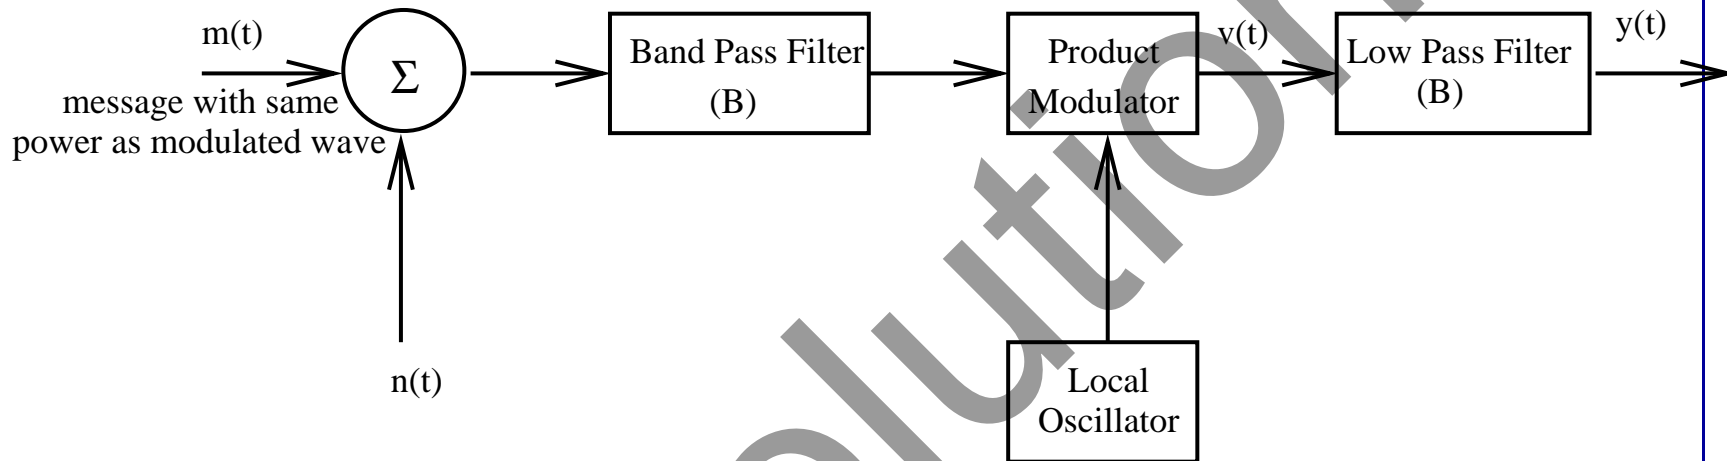 m(t)
message with same
power as modulated wave
Σ
n(t)
Band Pass Filter
(B)
Product
Modulator
Local
Oscillator
v(t)
Low Pass Filter
(B)
y(t)